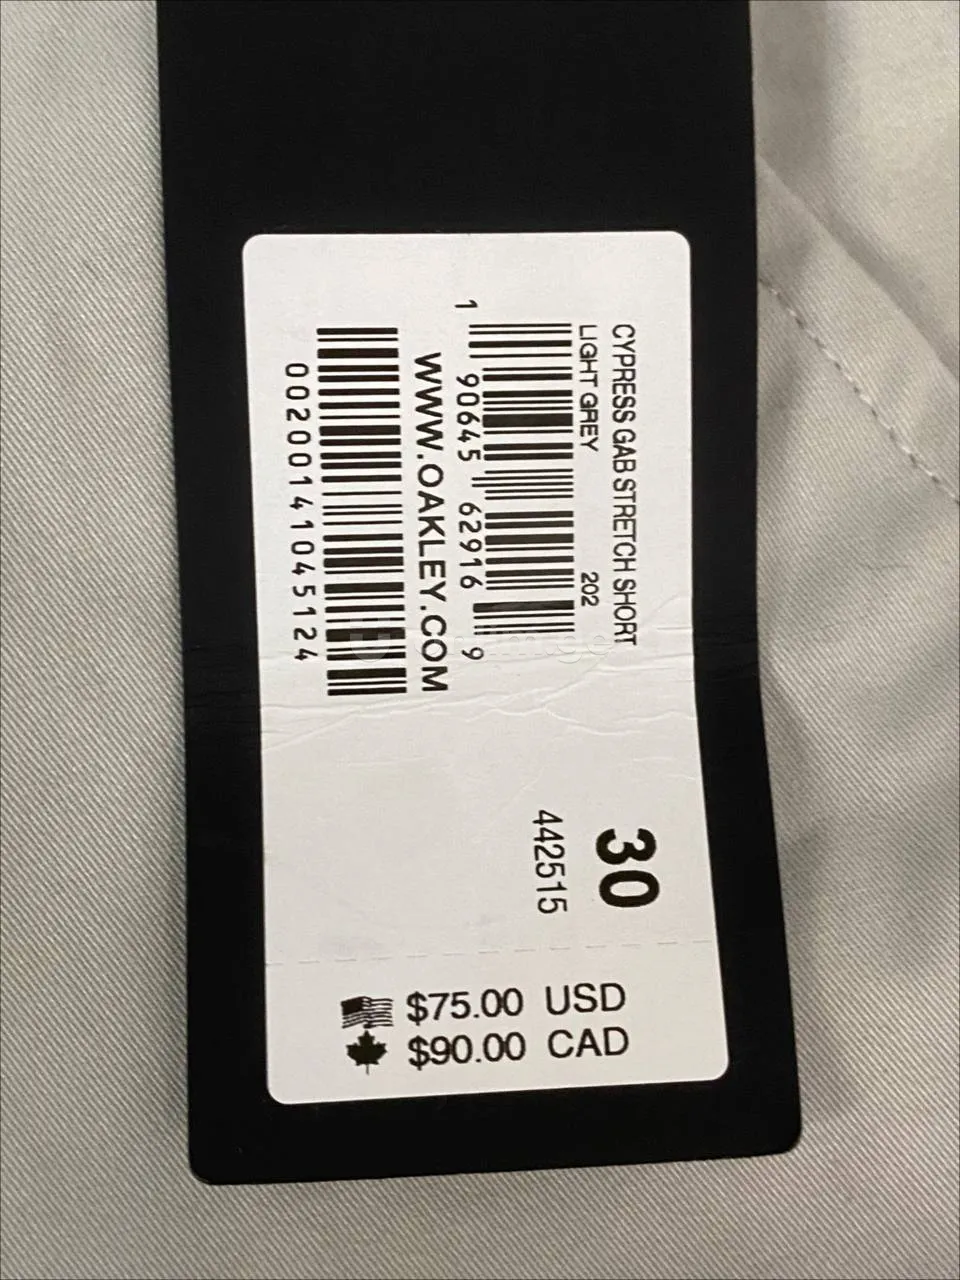 CYPRESS GAB STRETCH SHORT
LIGHT GREY 202
1 90645 62916 9
WWW.OAKLEY.COM
00200141045124
30
442515
$75.00 USD
$90.00 CAD